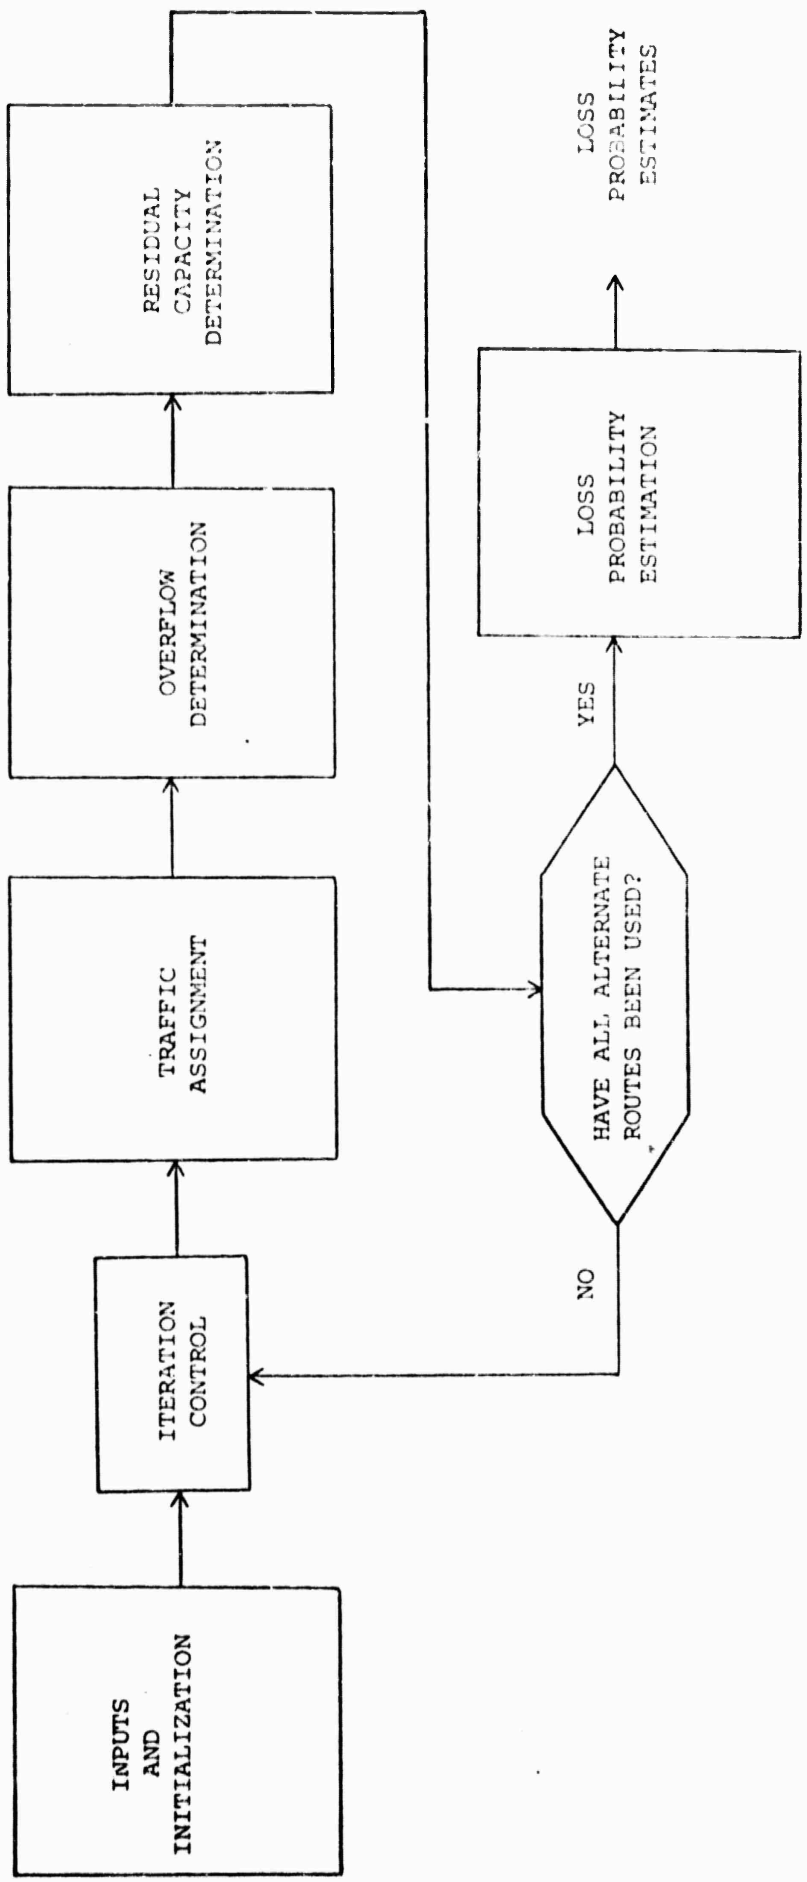 INPUTS
AND
INITIALIZATION
ITERATION
CONTROL
TRAFFIC
ASSIGNMENT
OVERFLOW
DETERMINATION
RESIDUAL
CAPACITY
DETERMINATION
NO
HAVE ALL ALTERNATE
ROUTES BEEN USED?
YES
LOSS
PROBABILITY
ESTIMATION
LOSS
PROBABILITY
ESTIMATES